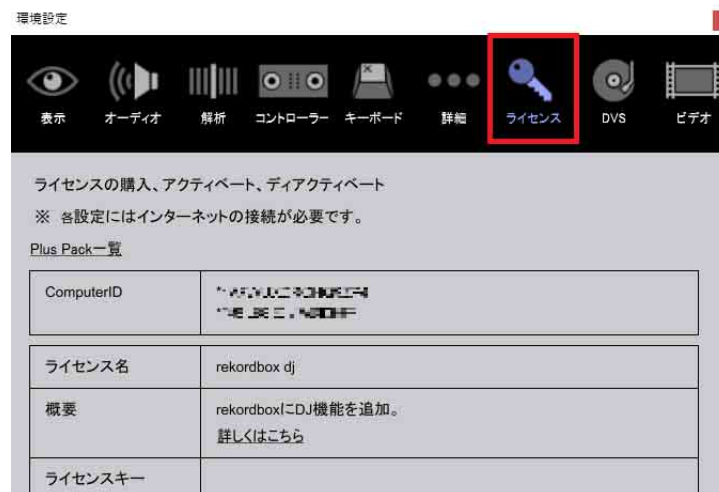 環境設定
表示 オーディオ 解析 コントローラー キーボード 詳細 ライセンス DVS ビデオ
ライセンスの購入、アクティベート、ディアクティベート
※ 各設定にはインターネットの接続が必要です。
Plus Pack一覧
ComputerID
ライセンス名 rekordbox dj
概要 rekordboxにDJ機能を追加。
詳しくはこちら
ライセンスキー